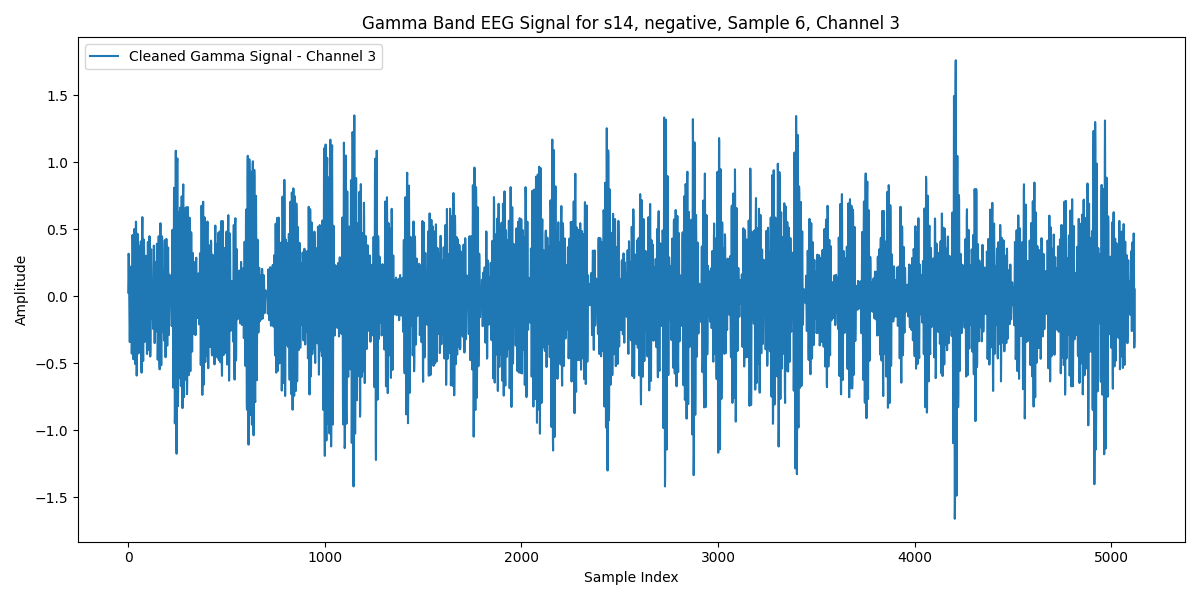 Gamma Band EEG Signal for s14, negative, Sample 6, Channel 3
Cleaned Gamma Signal - Channel 3
Amplitude
1.5
1.0
0.5
0.0
−0.5
−1.0
−1.5
0 1000 2000 3000 4000 5000
Sample Index